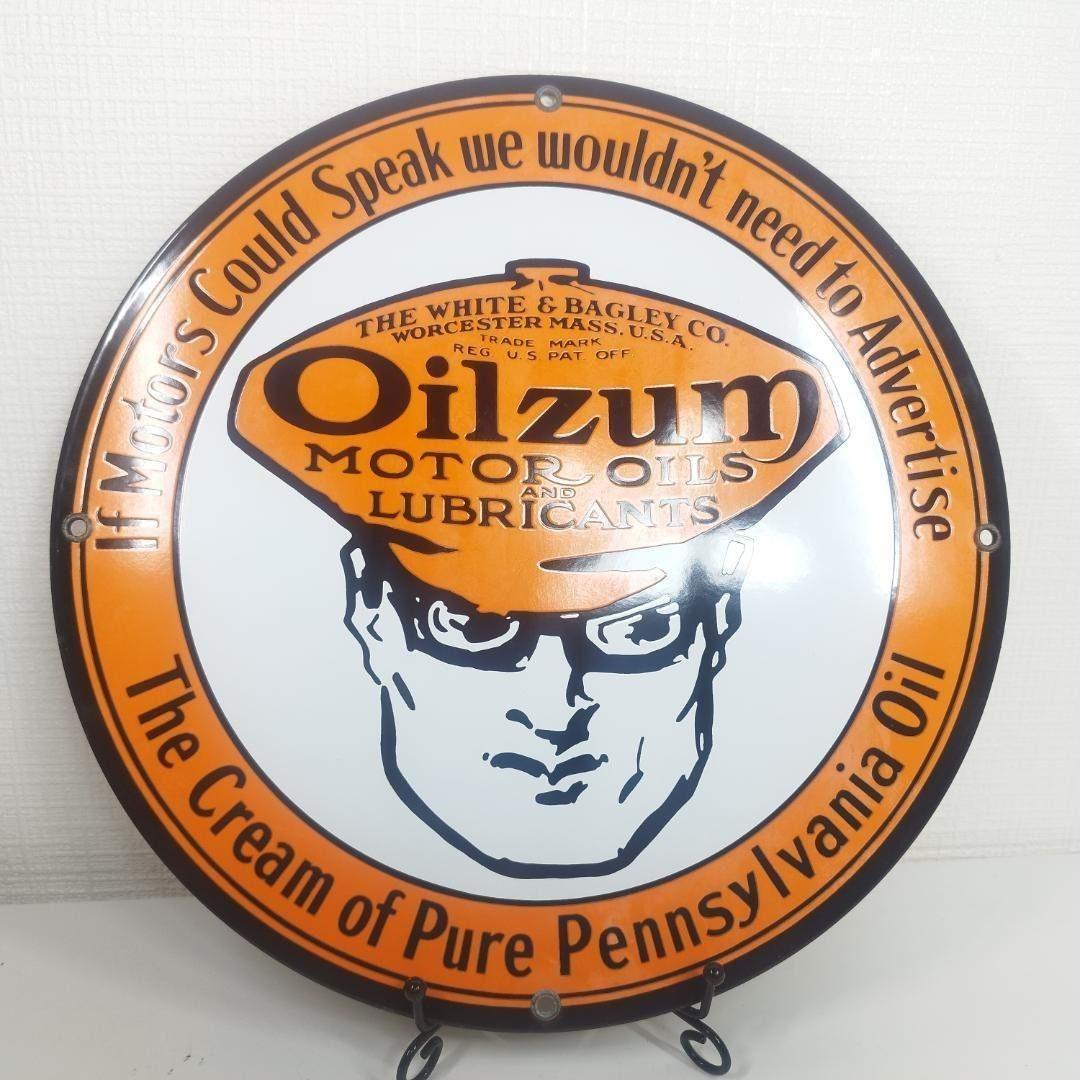 If Motors Could Speak we wouldn't need to Advertise
THE WHITE & BAGLEY CO.
WORCESTER MASS. U.S.A.
TRADE MARK
REG U.S PAT. OFF
Oilzum
MOTOR OILS
AND
LUBRICANTS
The Cream of Pure Pennsylvania Oil